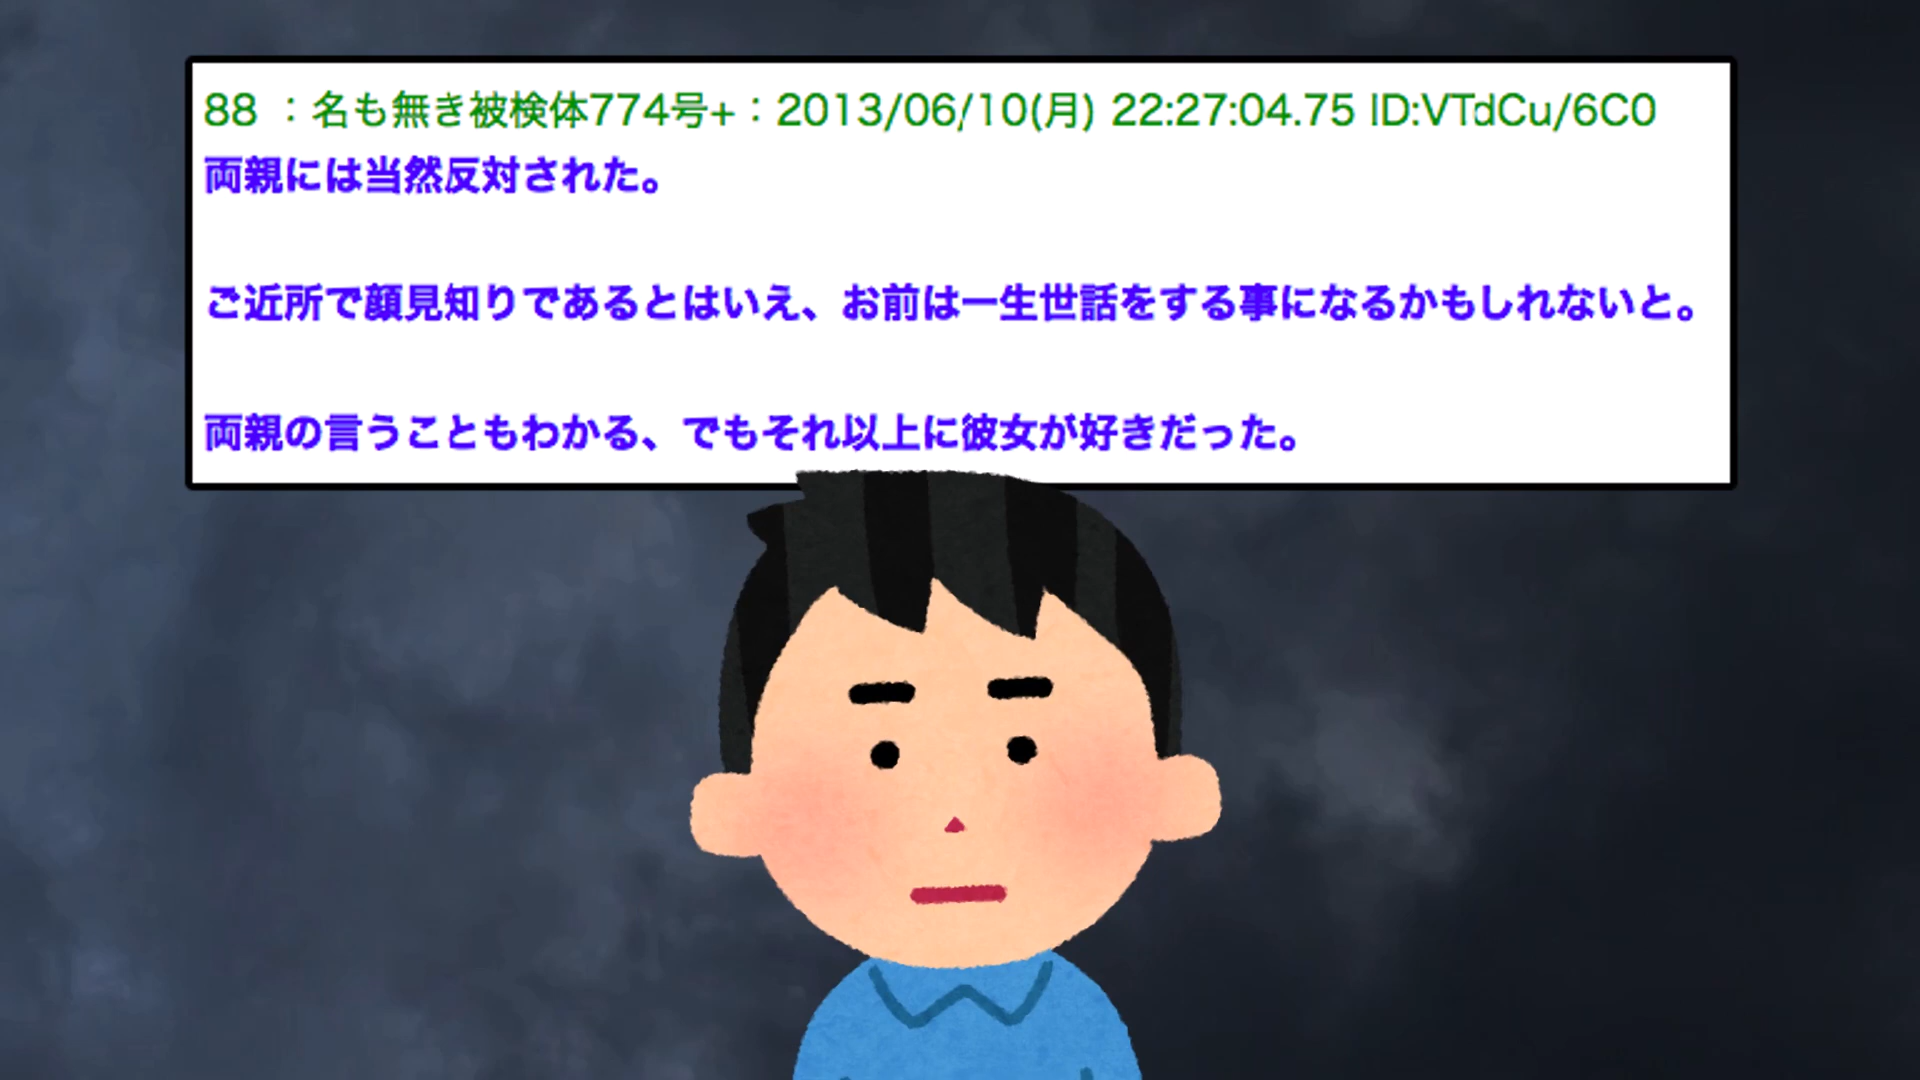 88 ：名も無き被検体774号+：2013/06/10(月) 22:27:04.75 ID:VTdCu/6C0
両親には当然反対された。
ご近所で顔見知りであるとはいえ、お前は一生世話をする事になるかもしれないと。
両親の言うこともわかる、でもそれ以上に彼女が好きだった。